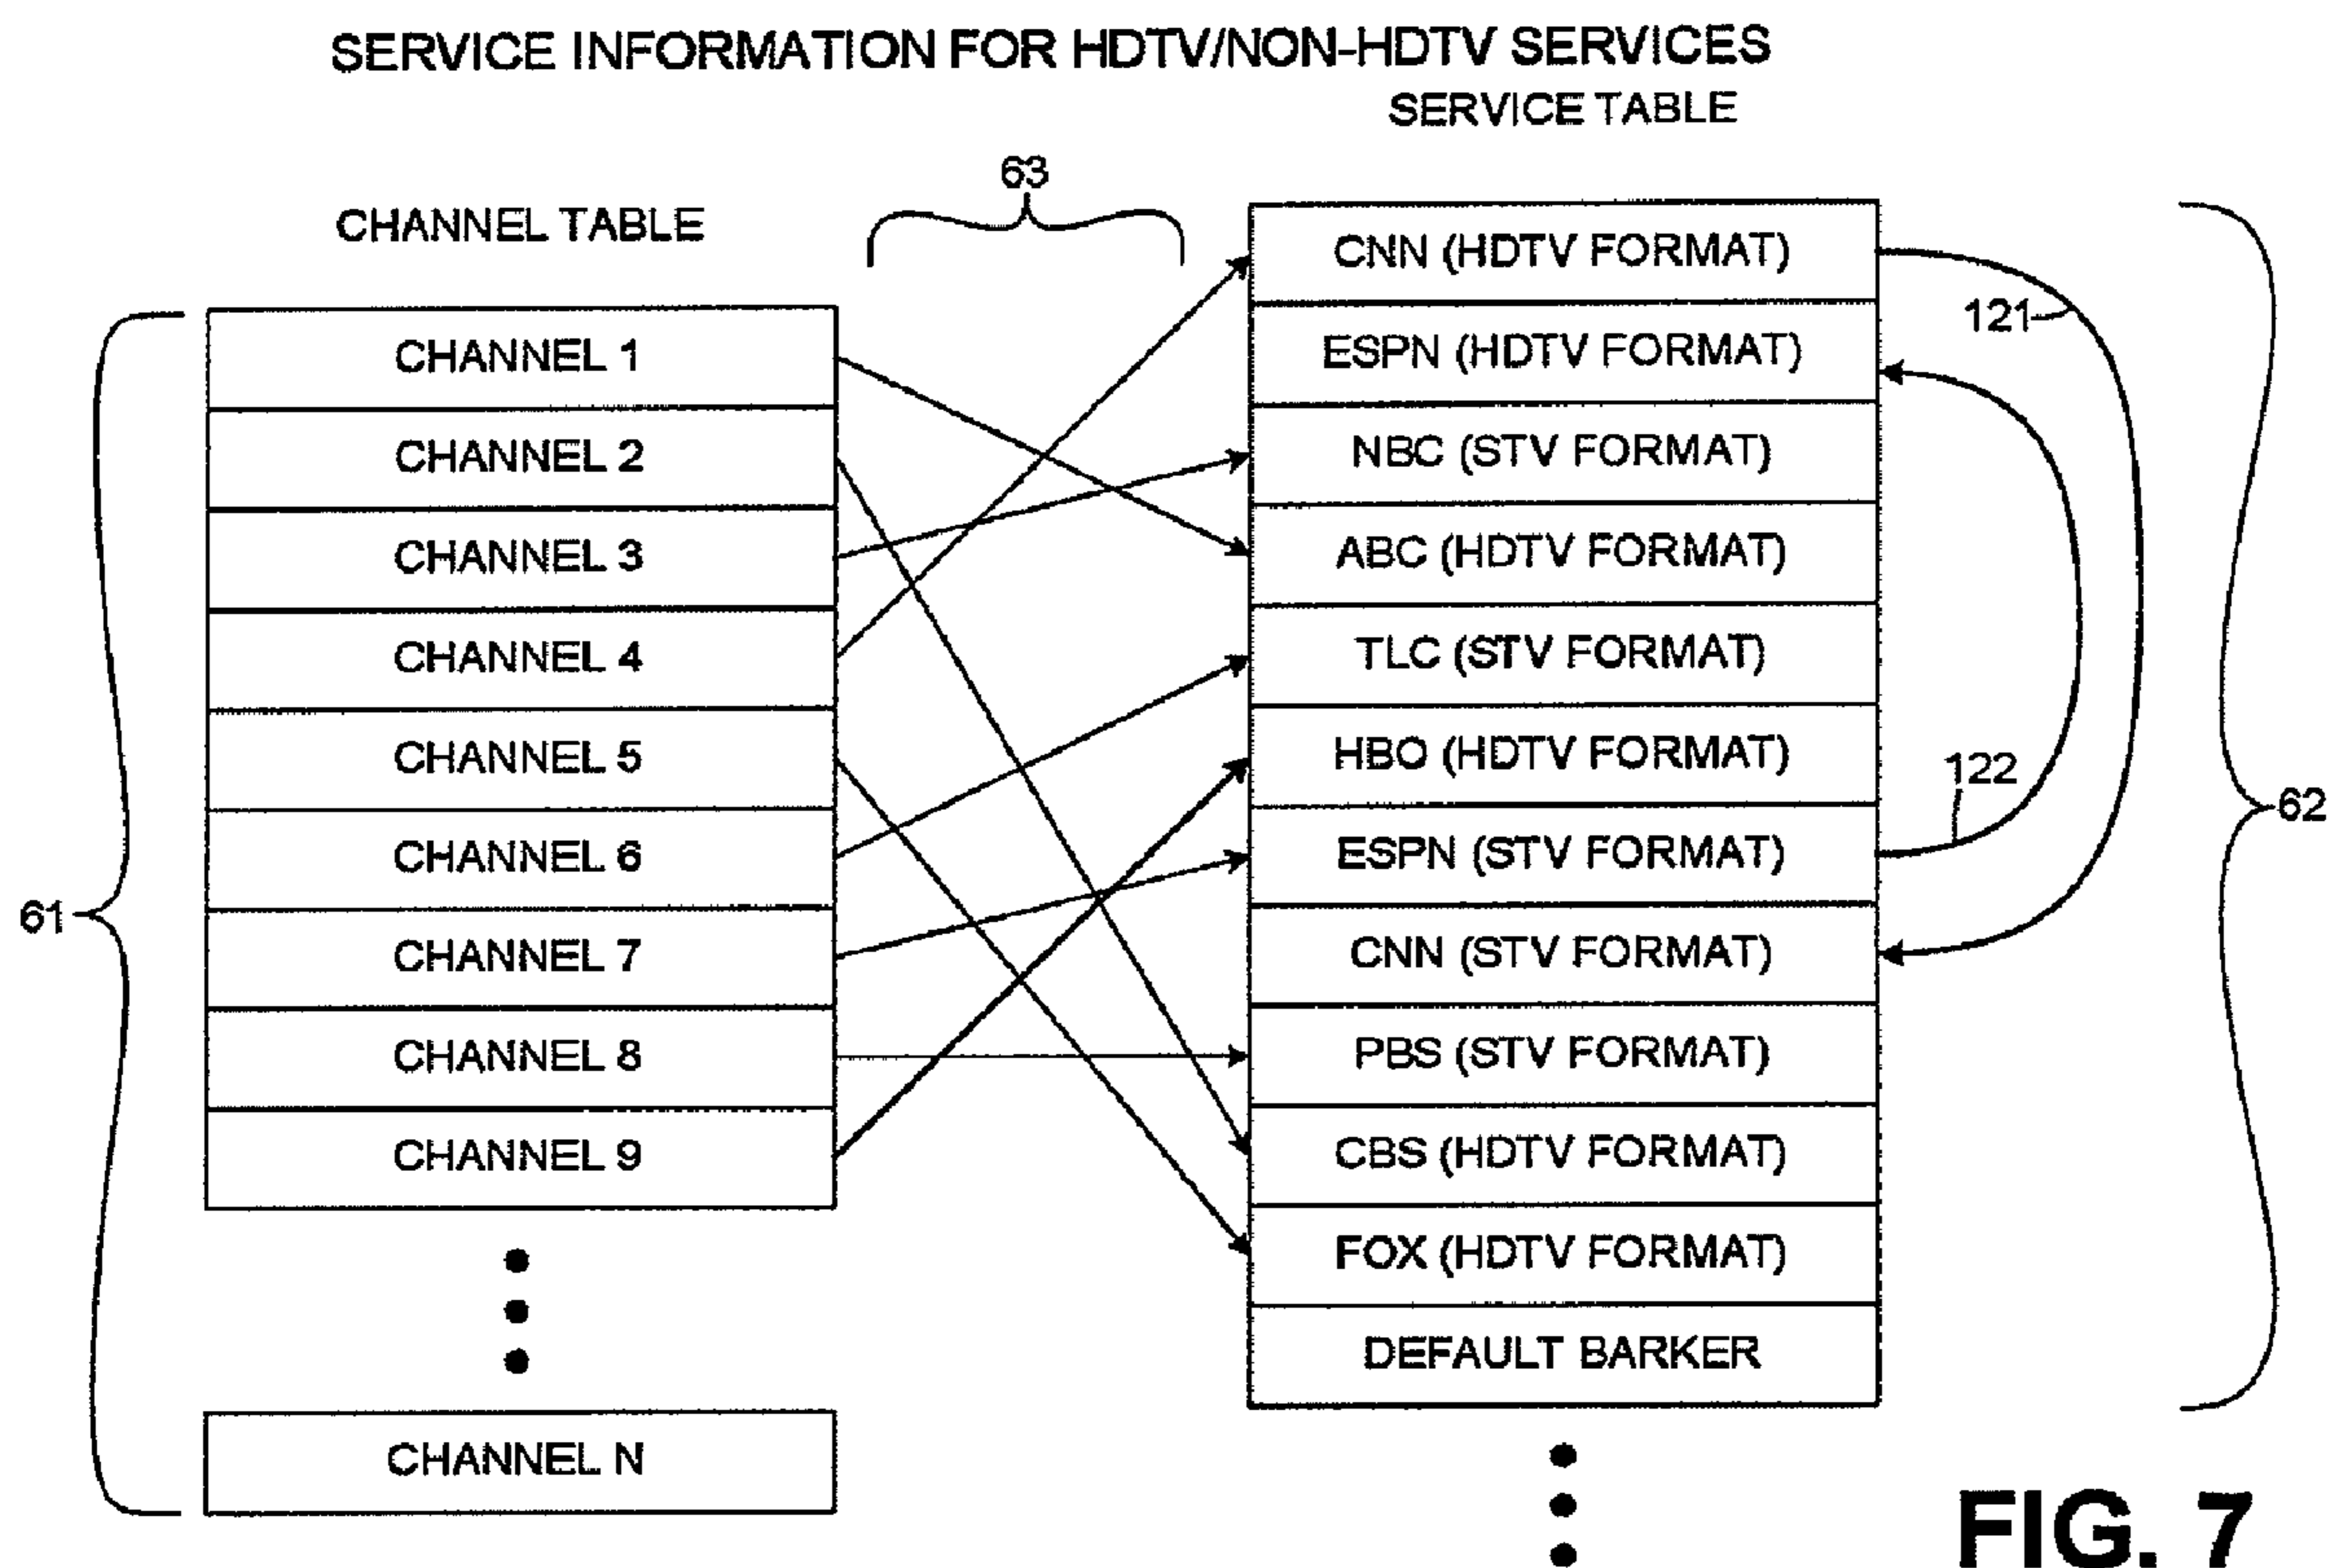 SERVICE INFORMATION FOR HDTV/NON-HDTV SERVICES
SERVICE TABLE
63
CHANNEL TABLE
CHANNEL 1
CHANNEL 2
CHANNEL 3
CHANNEL 4
CHANNEL 5
CHANNEL 6
CHANNEL 7
CHANNEL 8
CHANNEL 9
CHANNEL N
61
CNN (HDTV FORMAT)
ESPN (HDTV FORMAT)
NBC (STV FORMAT)
ABC (HDTV FORMAT)
TLC (STV FORMAT)
HBO (HDTV FORMAT)
ESPN (STV FORMAT)
CNN (STV FORMAT)
PBS (STV FORMAT)
CBS (HDTV FORMAT)
FOX (HDTV FORMAT)
DEFAULT BARKER
121
122
62
FIG. 7